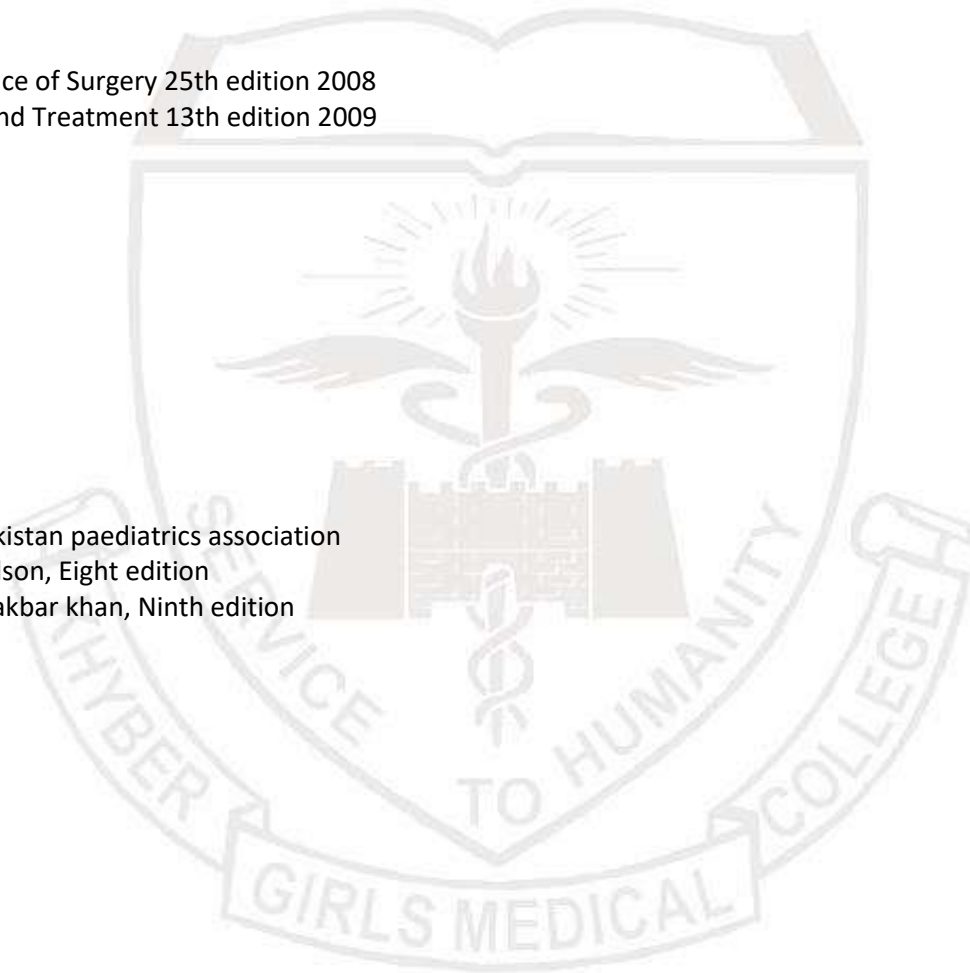 ce of Surgery 25th edition 2008
nd Treatment 13th edition 2009
kistan paediatrics association
lson, Eight edition
akbar khan, Ninth edition
SERVICE TO HUMANITY
KHYBER GIRLS MEDICAL COLLEGE